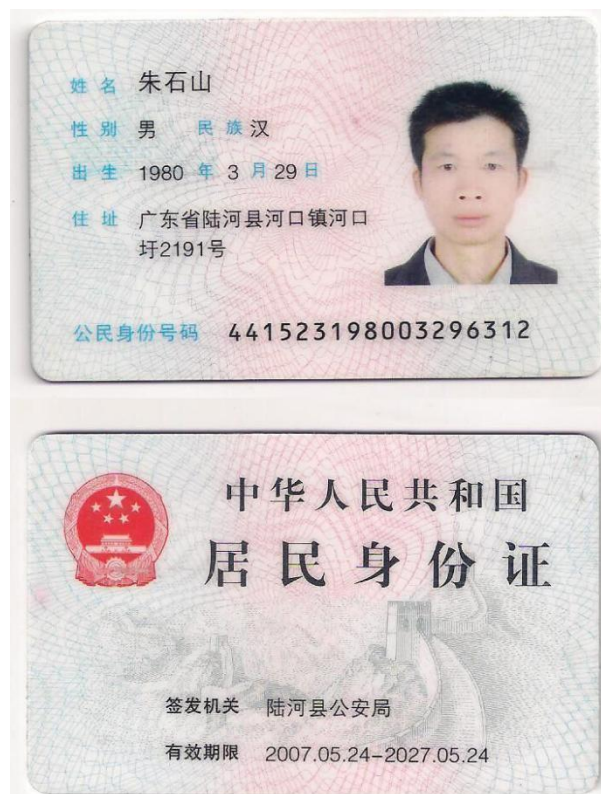 姓名 朱石山
性别 男 民族 汉
出生 1980 年 3 月 29 日
住址 广东省陆河县河口镇河口
圩2191号
公民身份号码 441523198003296312
中华人民共和国
居民身份证
签发机关 陆河县公安局
有效期限 2007.05.24-2027.05.24